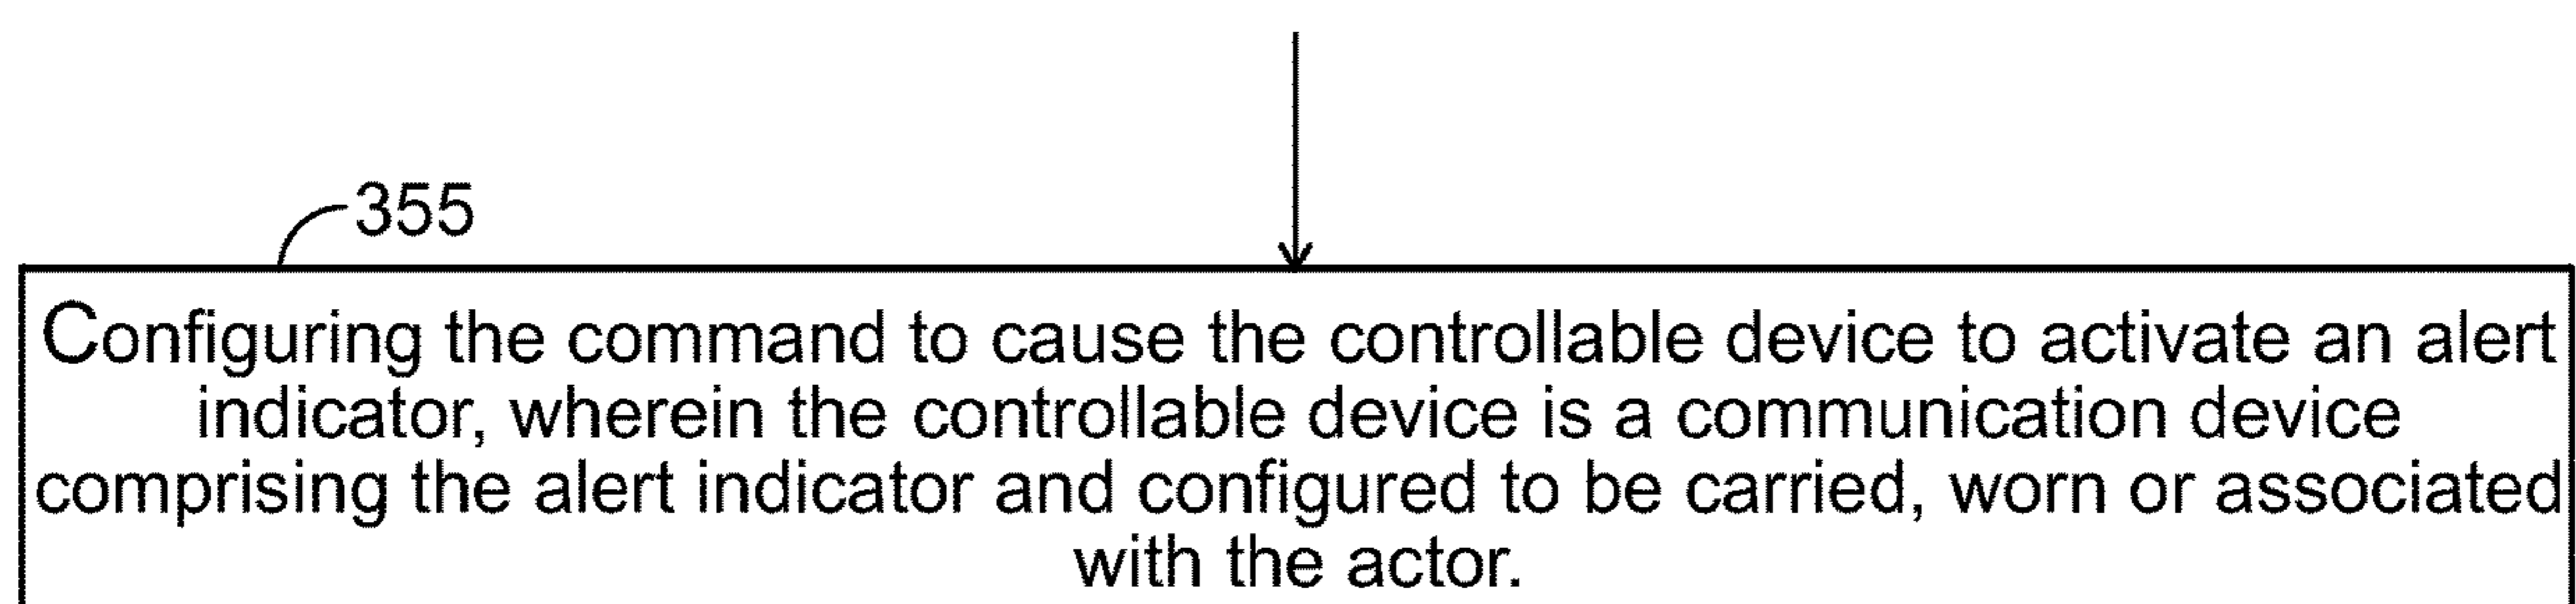 355
Configuring the command to cause the controllable device to activate an alert
indicator, wherein the controllable device is a communication device
comprising the alert indicator and configured to be carried, worn or associated
with the actor.